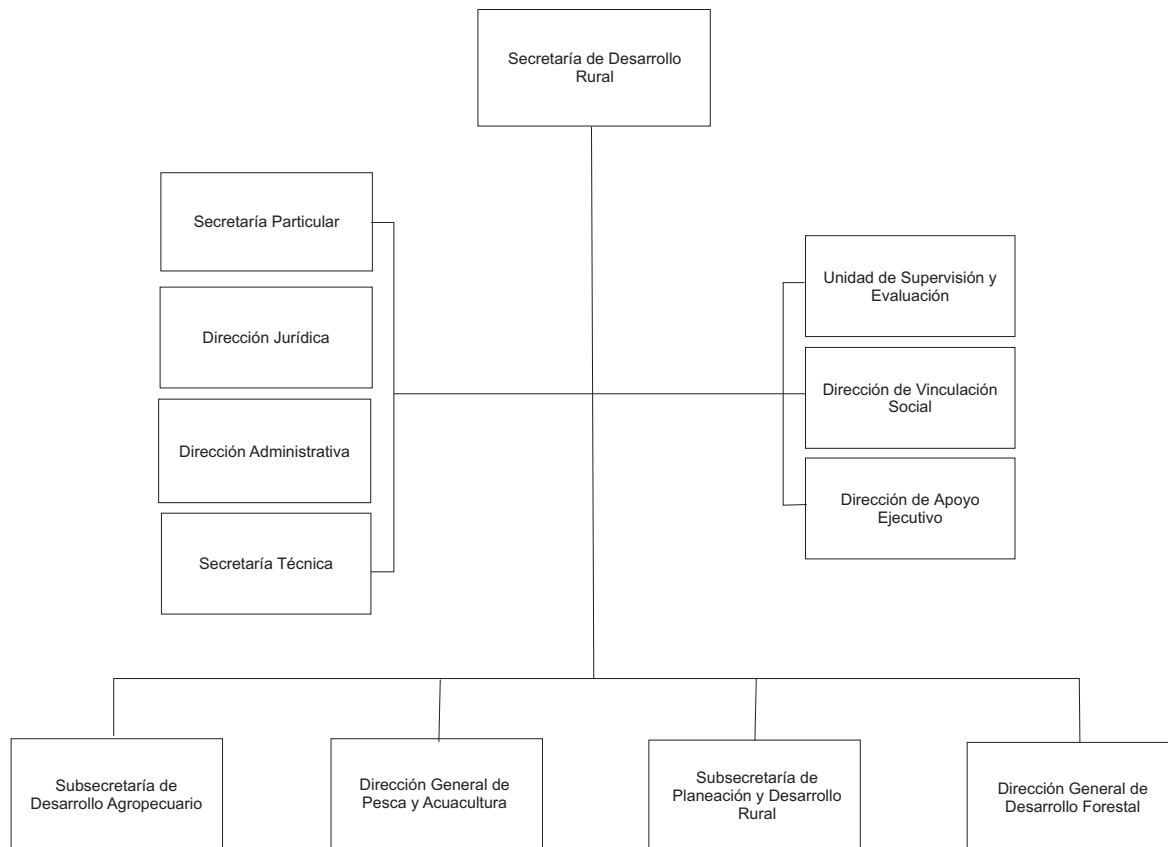 Secretaría de Desarrollo
Rural
Secretaría Particular
Dirección Jurídica
Dirección Administrativa
Secretaría Técnica
Unidad de Supervisión y
Evaluación
Dirección de Vinculación
Social
Dirección de Apoyo
Ejecutivo
Subsecretaría de
Desarrollo Agropecuario
Dirección General de
Pesca y Acuacultura
Subsecretaría de
Planeación y Desarrollo
Rural
Dirección General de
Desarrollo Forestal